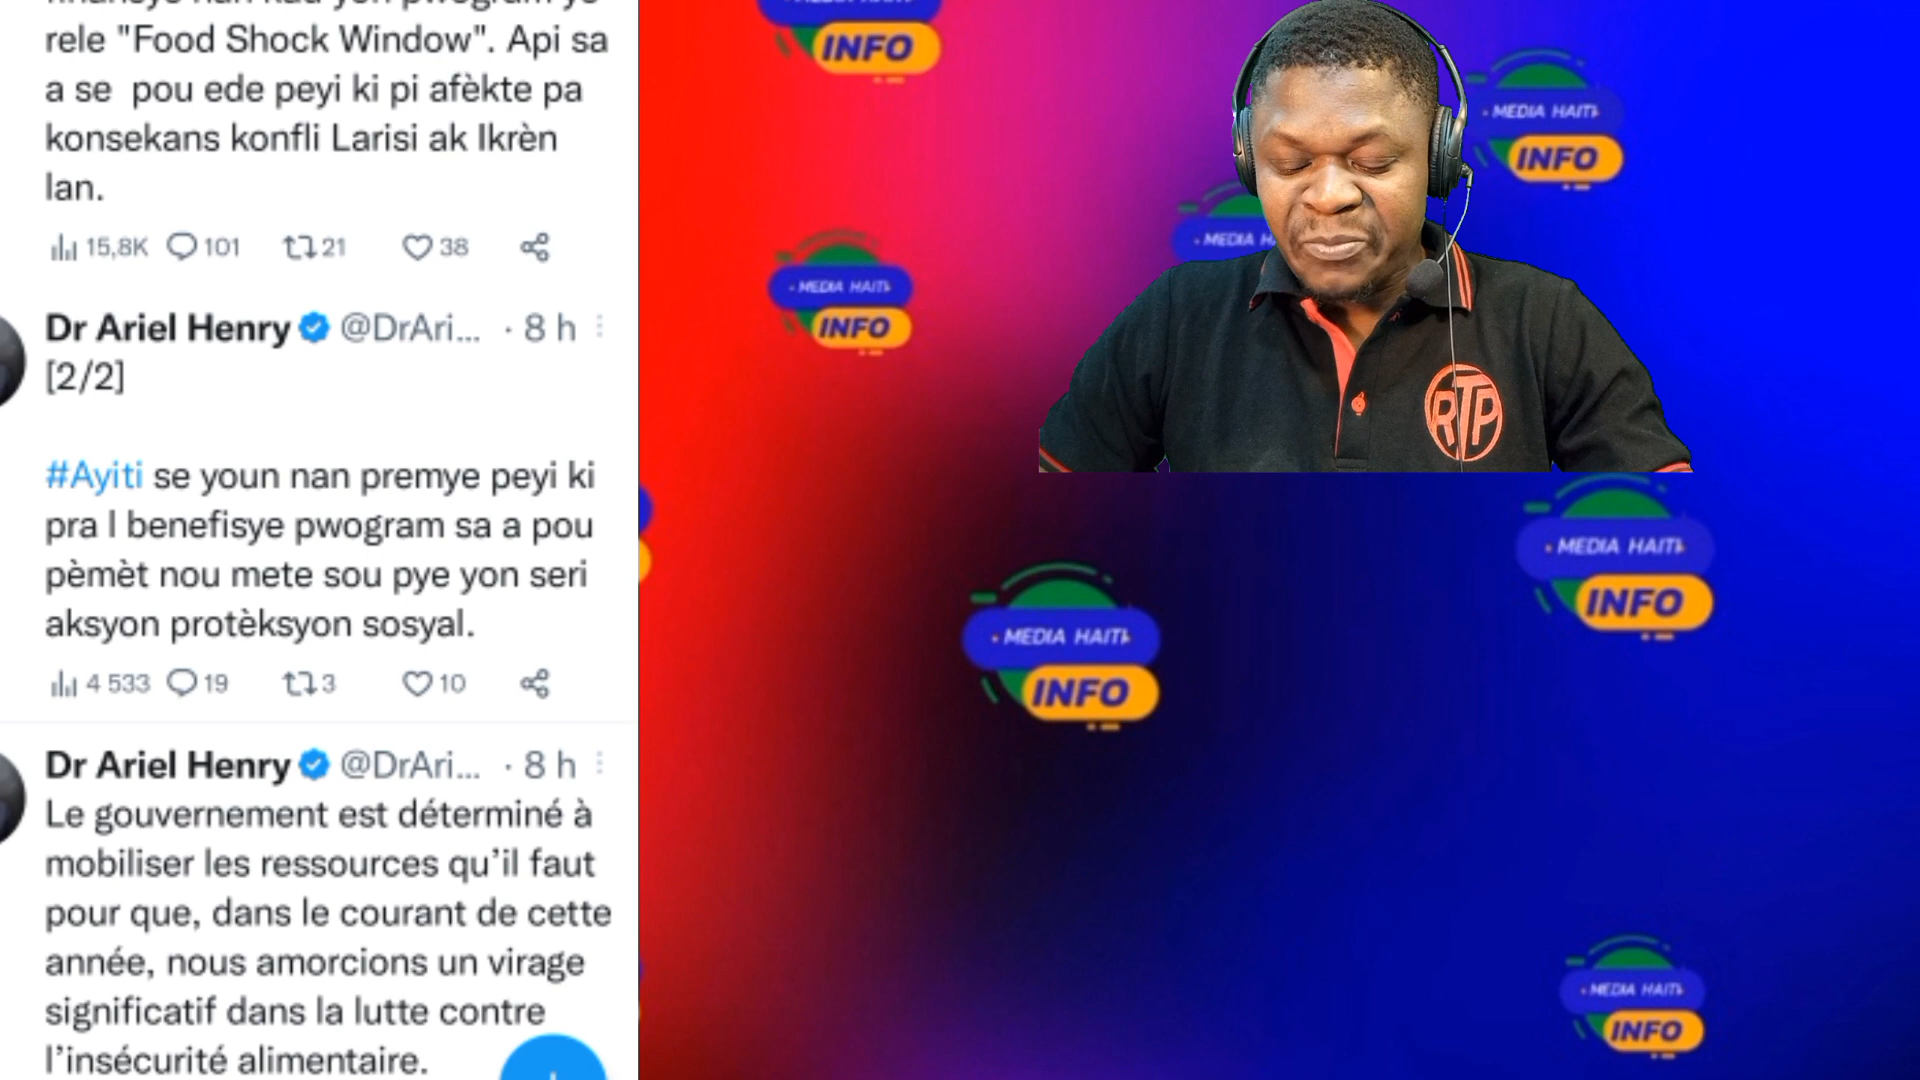 rele "Food Shock Window". Api sa
a se pou ede peyi ki pi afèkte pa
konsekans konfli Larisi ak Ikrèn
lan.
15,8K 101 21 38
Dr Ariel Henry @DrAri... · 8 h
[2/2]
#Ayiti se youn nan premye peyi ki
pra l benefisye pwogram sa a pou
pèmèt nou mete sou pye yon seri
aksyon protèksyon sosyal.
4 533 19 3 10
Dr Ariel Henry @DrAri... · 8 h
Le gouvernement est déterminé à
mobiliser les ressources qu'il faut
pour que, dans le courant de cette
année, nous amorcions un virage
significatif dans la lutte contre
l'insécurité alimentaire.
INFO
MEDIA HAITI
INFO
MEDIA HA
MEDIA HAITI
INFO
RTP
MEDIA HAITI
INFO
MEDIA HAITI
INFO
MEDIA HAITI
INFO